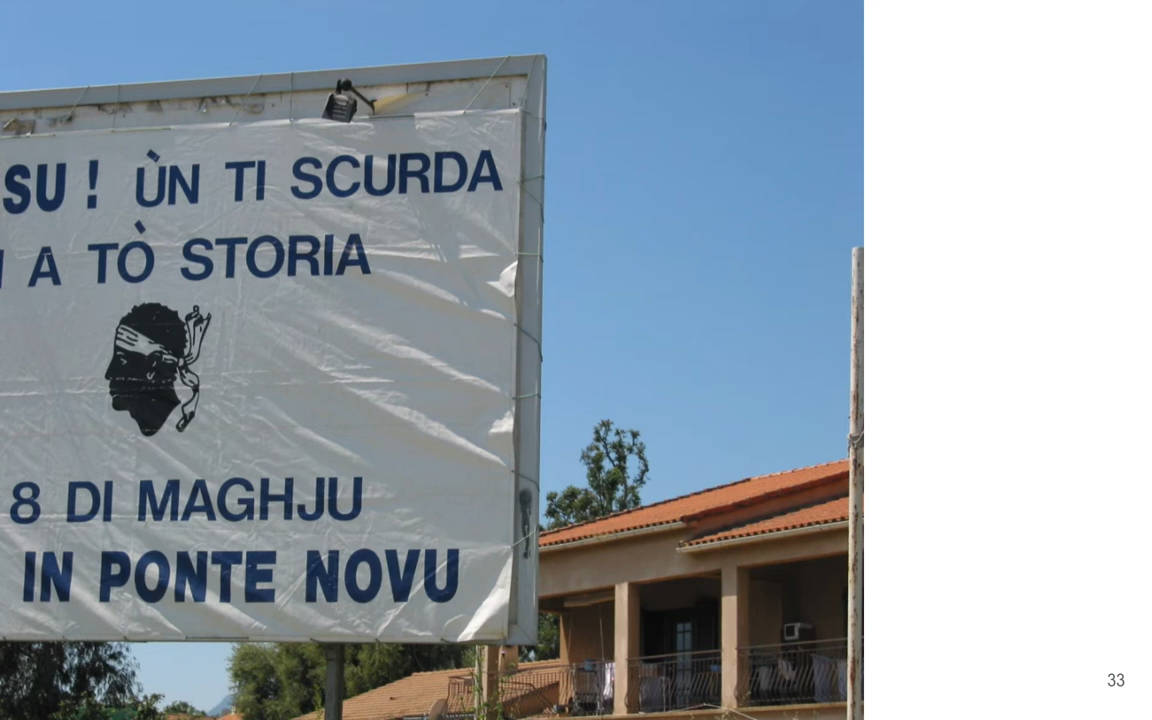 SU ! ÙN TI SCURDA
A TÒ STORIA
8 DI MAGHJU
IN PONTE NOVU
33